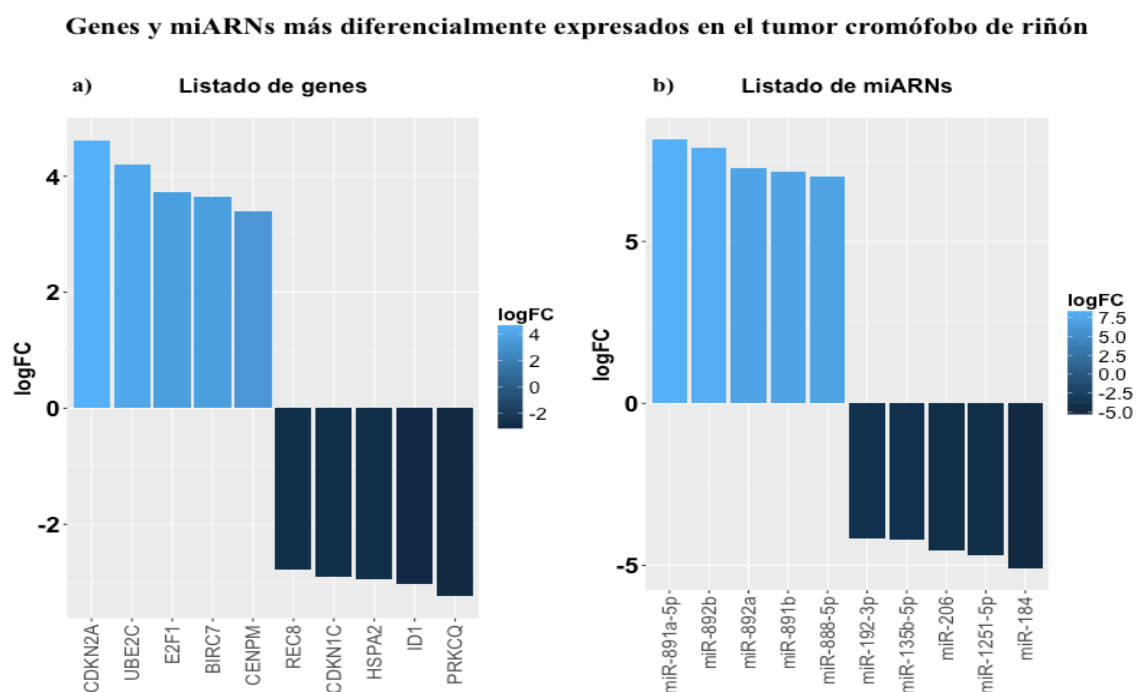 Genes y miARNs más diferencialmente expresados en el tumor cromófobo de riñón
a) Listado de genes
logFC
4
2
0
-2
CDKN2A
UBE2C
E2F1
BIRC7
CENPM
REC8
CDKN1C
HSPA2
ID1
PRKCQ
logFC
4
2
0
-2
b) Listado de miARNs
logFC
5
0
-5
miR-891a-5p
miR-892b
miR-892a
miR-891b
miR-888-5p
miR-192-3p
miR-135b-5p
miR-206
miR-1251-5p
miR-184
logFC
7.5
5.0
2.5
0.0
-2.5
-5.0